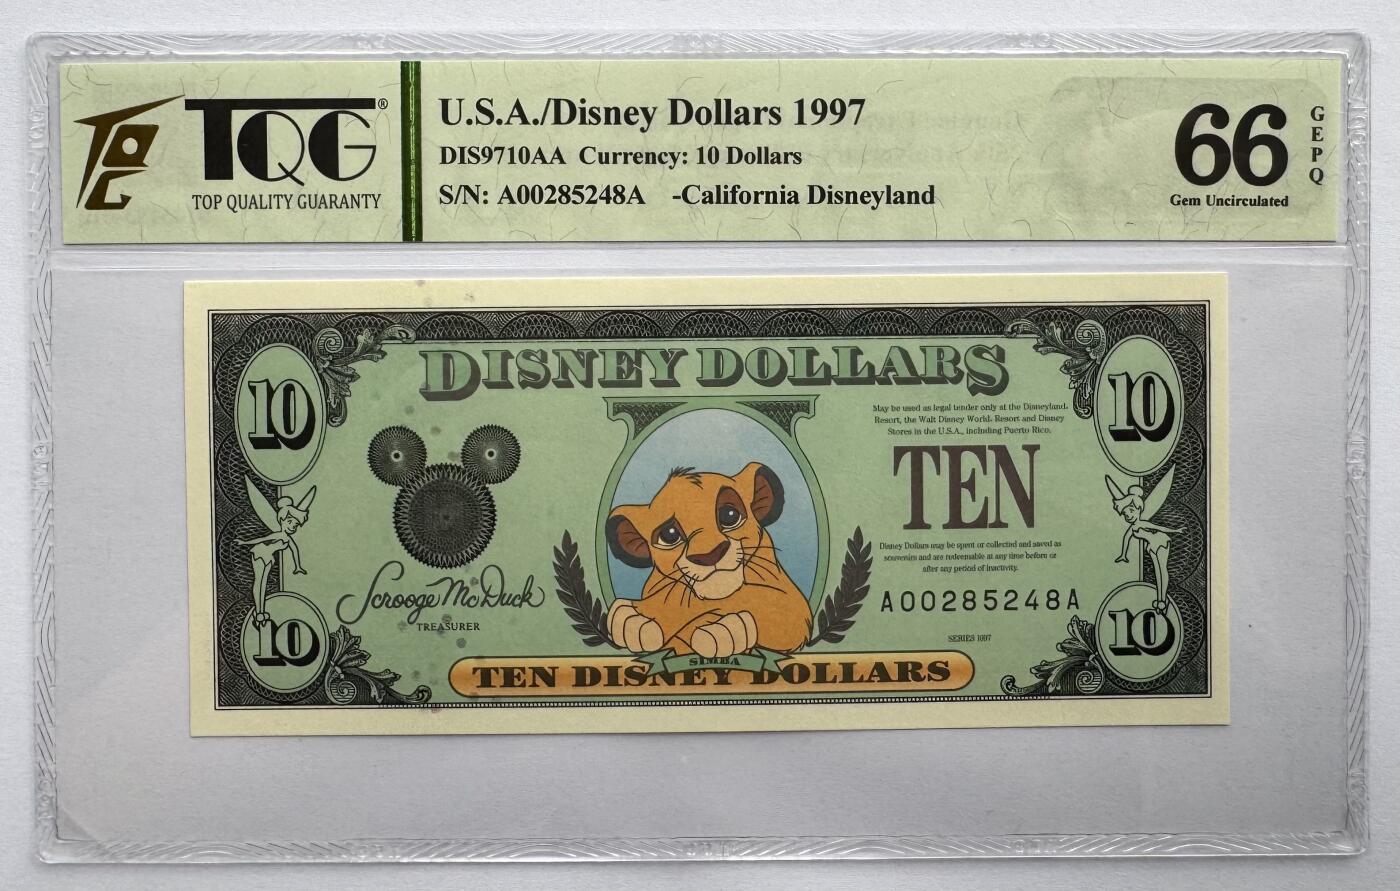 TQG®
TOP QUALITY GUARANTY
U.S.A./Disney Dollars 1997
DIS9710AA Currency: 10 Dollars
S/N: A00285248A -California Disneyland
66
GEPQ
Gem Uncirculated
DISNEY DOLLARS
10
10
May be used as legal tender only at the Disneyland.
Resort, the Walt Disney World. Resort and Disney
Stores in the U.S.A., including Puerto Rico.
TEN
Disney Dollars may be spent or collected and saved as
souvenirs and are redeemable at any time before or
after any period of inactivity.
Scrooge McDuck
TREASURER
A00285248A
SERIES 1997
10
10
SIMBA
TEN DISNEY DOLLARS